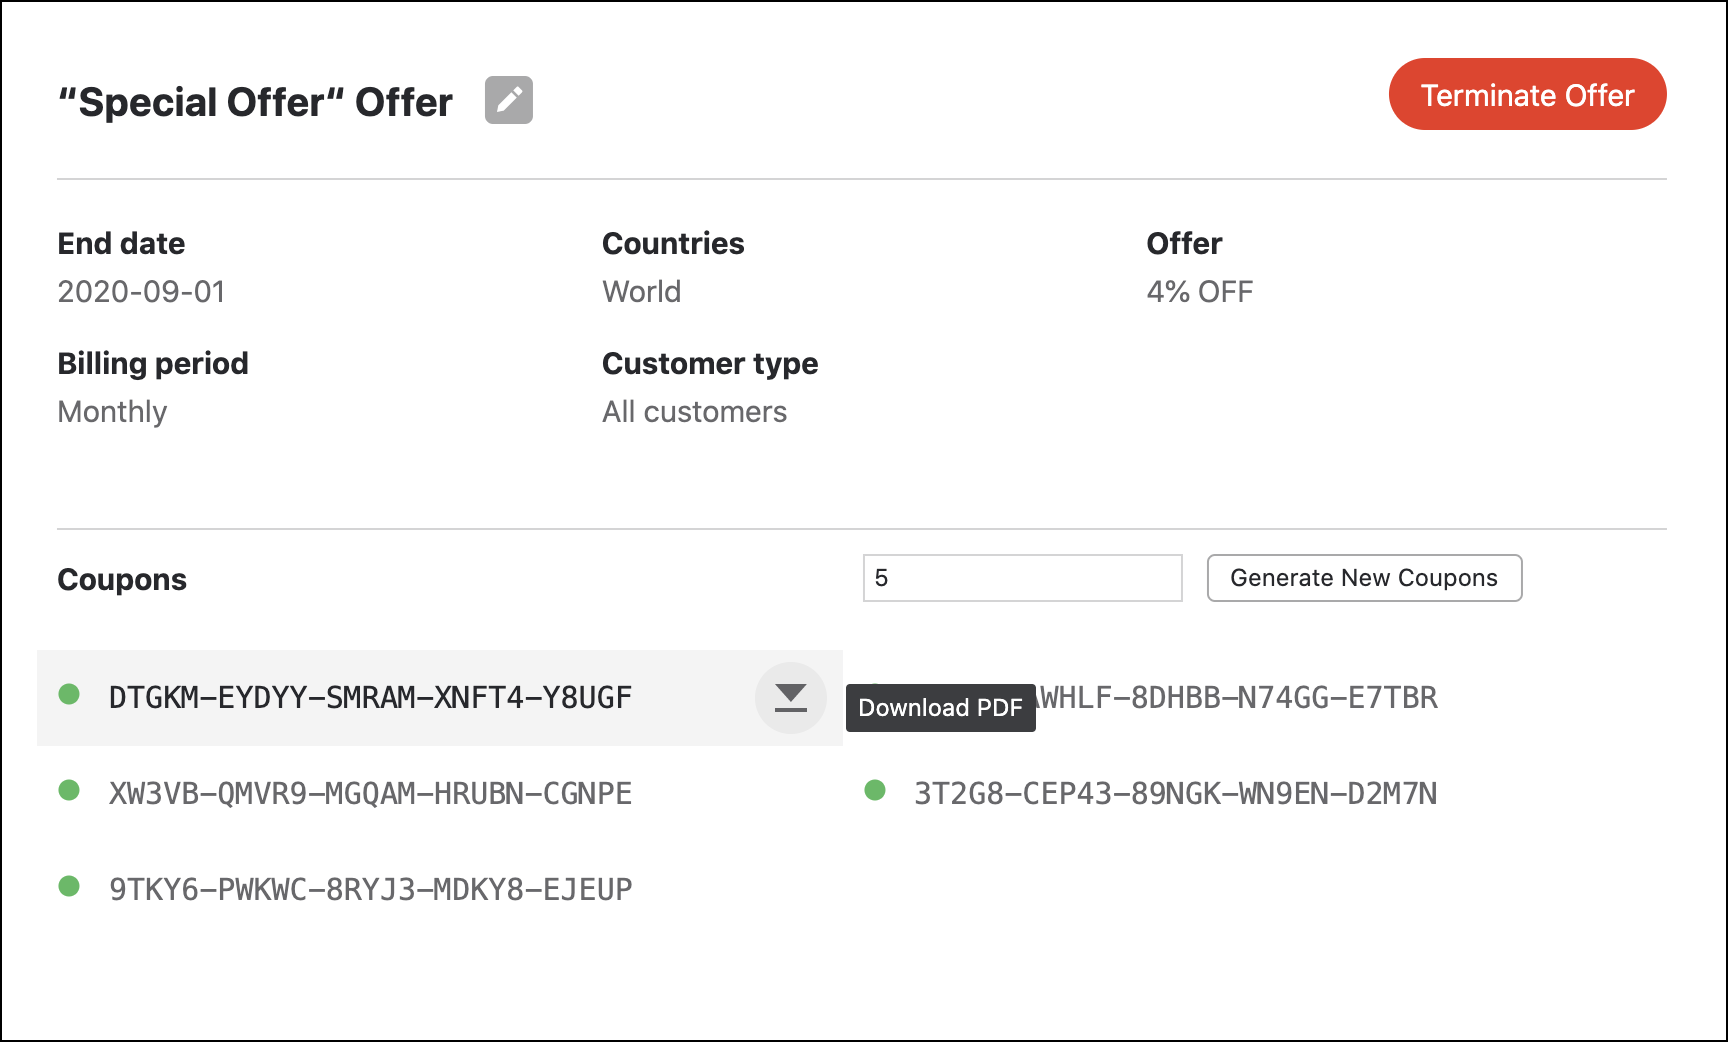 “Special Offer“ Offer
Terminate Offer
End date
Countries
Offer
2020-09-01
World
4% OFF
Billing period
Customer type
Monthly
All customers
Coupons
5
Generate New Coupons
DTGKM-EYDYY-SMRAM-XNFT4-Y8UGF
Download PDF
WHLF-8DHBB-N74GG-E7TBR
XW3VB-QMVR9-MGQAM-HRUBN-CGNPE
3T2G8-CEP43-89NGK-WN9EN-D2M7N
9TKY6-PWKWC-8RYJ3-MDKY8-EJEUP